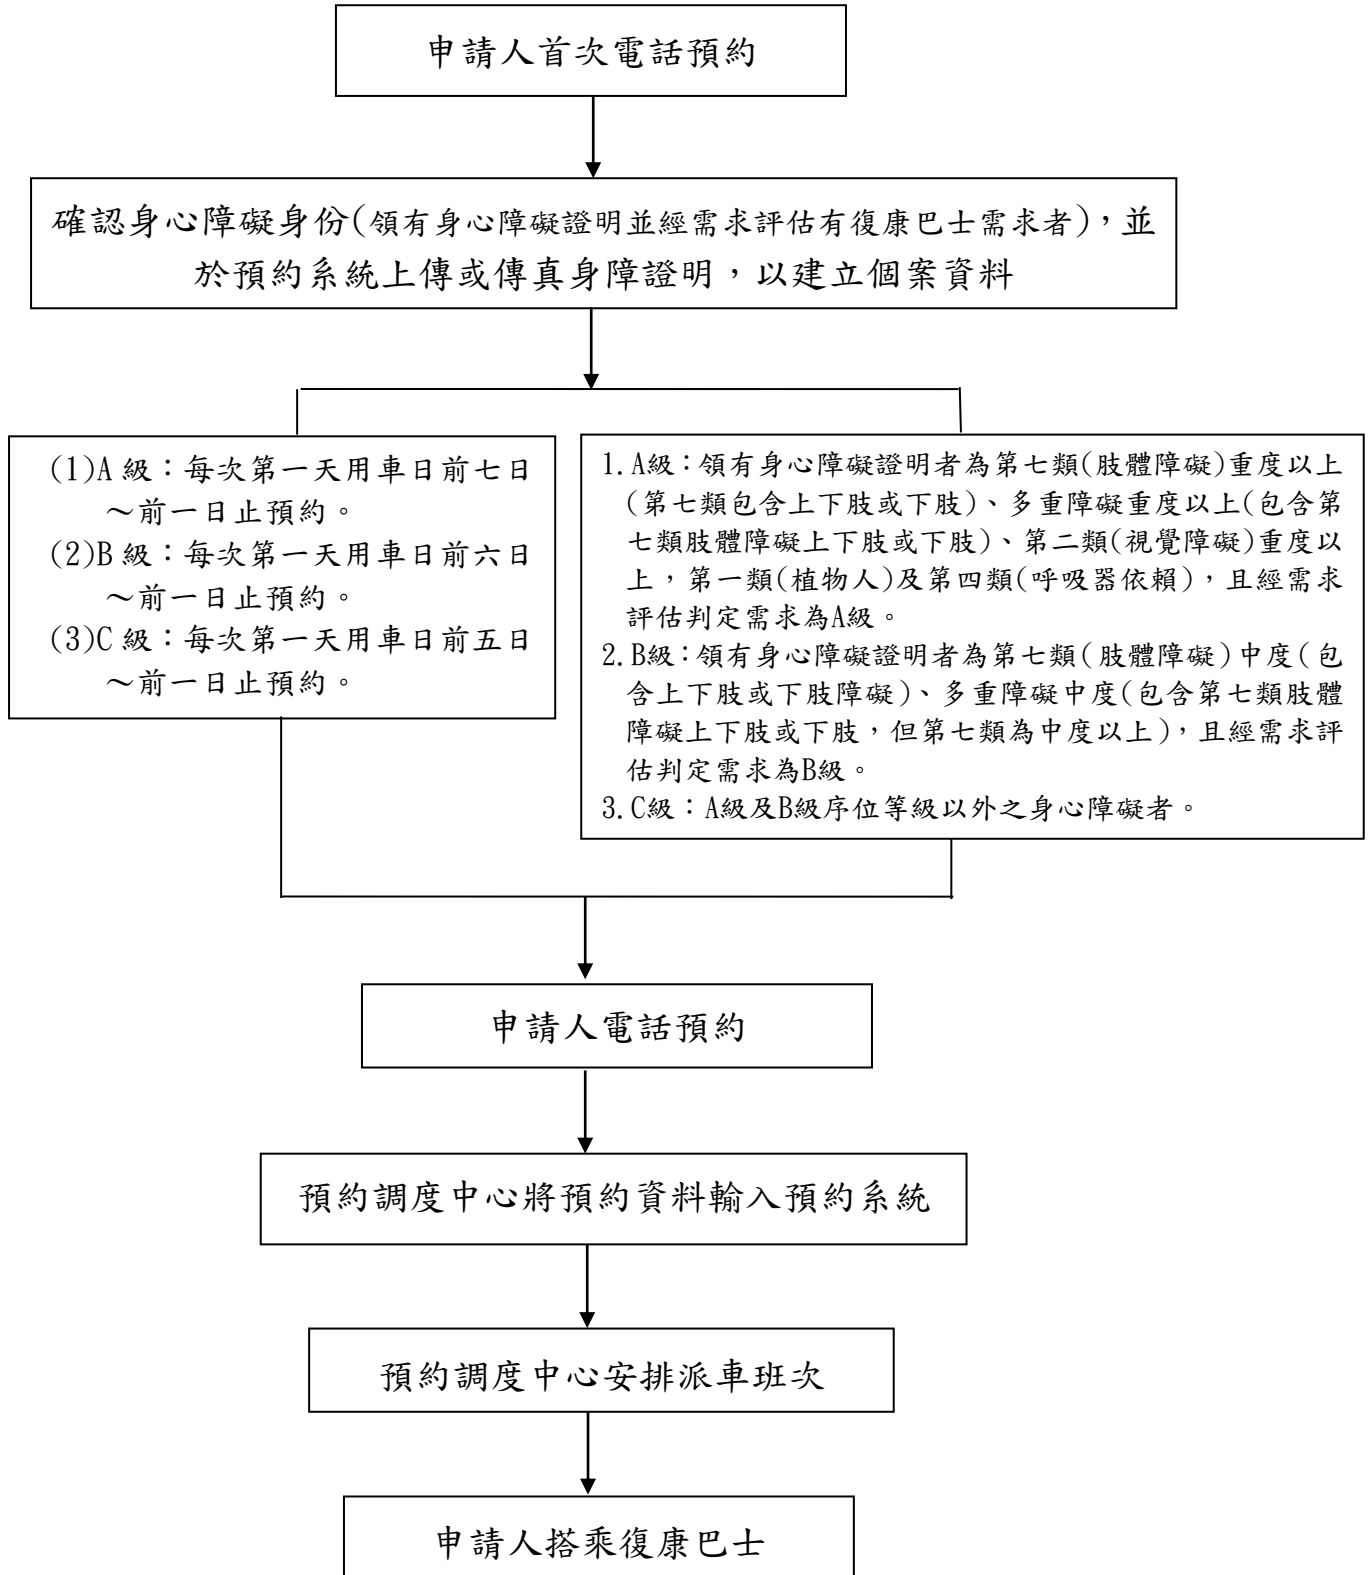 申請人首次電話預約
確認身心障礙身份(領有身心障礙證明並經需求評估有復康巴士需求者)，並
於預約系統上傳或傳真身障證明，以建立個案資料
(1)A 級：每次第一天用車日前七日
～前一日止預約。
(2)B 級：每次第一天用車日前六日
～前一日止預約。
(3)C 級：每次第一天用車日前五日
～前一日止預約。
1. A級：領有身心障礙證明者為第七類(肢體障礙)重度以上
(第七類包含上下肢或下肢)、多重障礙重度以上(包含第
七類肢體障礙上下肢或下肢)、第二類(視覺障礙)重度以
上，第一類(植物人)及第四類(呼吸器依賴)，且經需求
評估判定需求為A級。
2. B級：領有身心障礙證明者為第七類(肢體障礙)中度(包
含上下肢或下肢障礙)、多重障礙中度(包含第七類肢體
障礙上下肢或下肢，但第七類為中度以上)，且經需求評
估判定需求為B級。
3. C級：A級及B級序位等級以外之身心障礙者。
申請人電話預約
預約調度中心將預約資料輸入預約系統
預約調度中心安排派車班次
申請人搭乘復康巴士